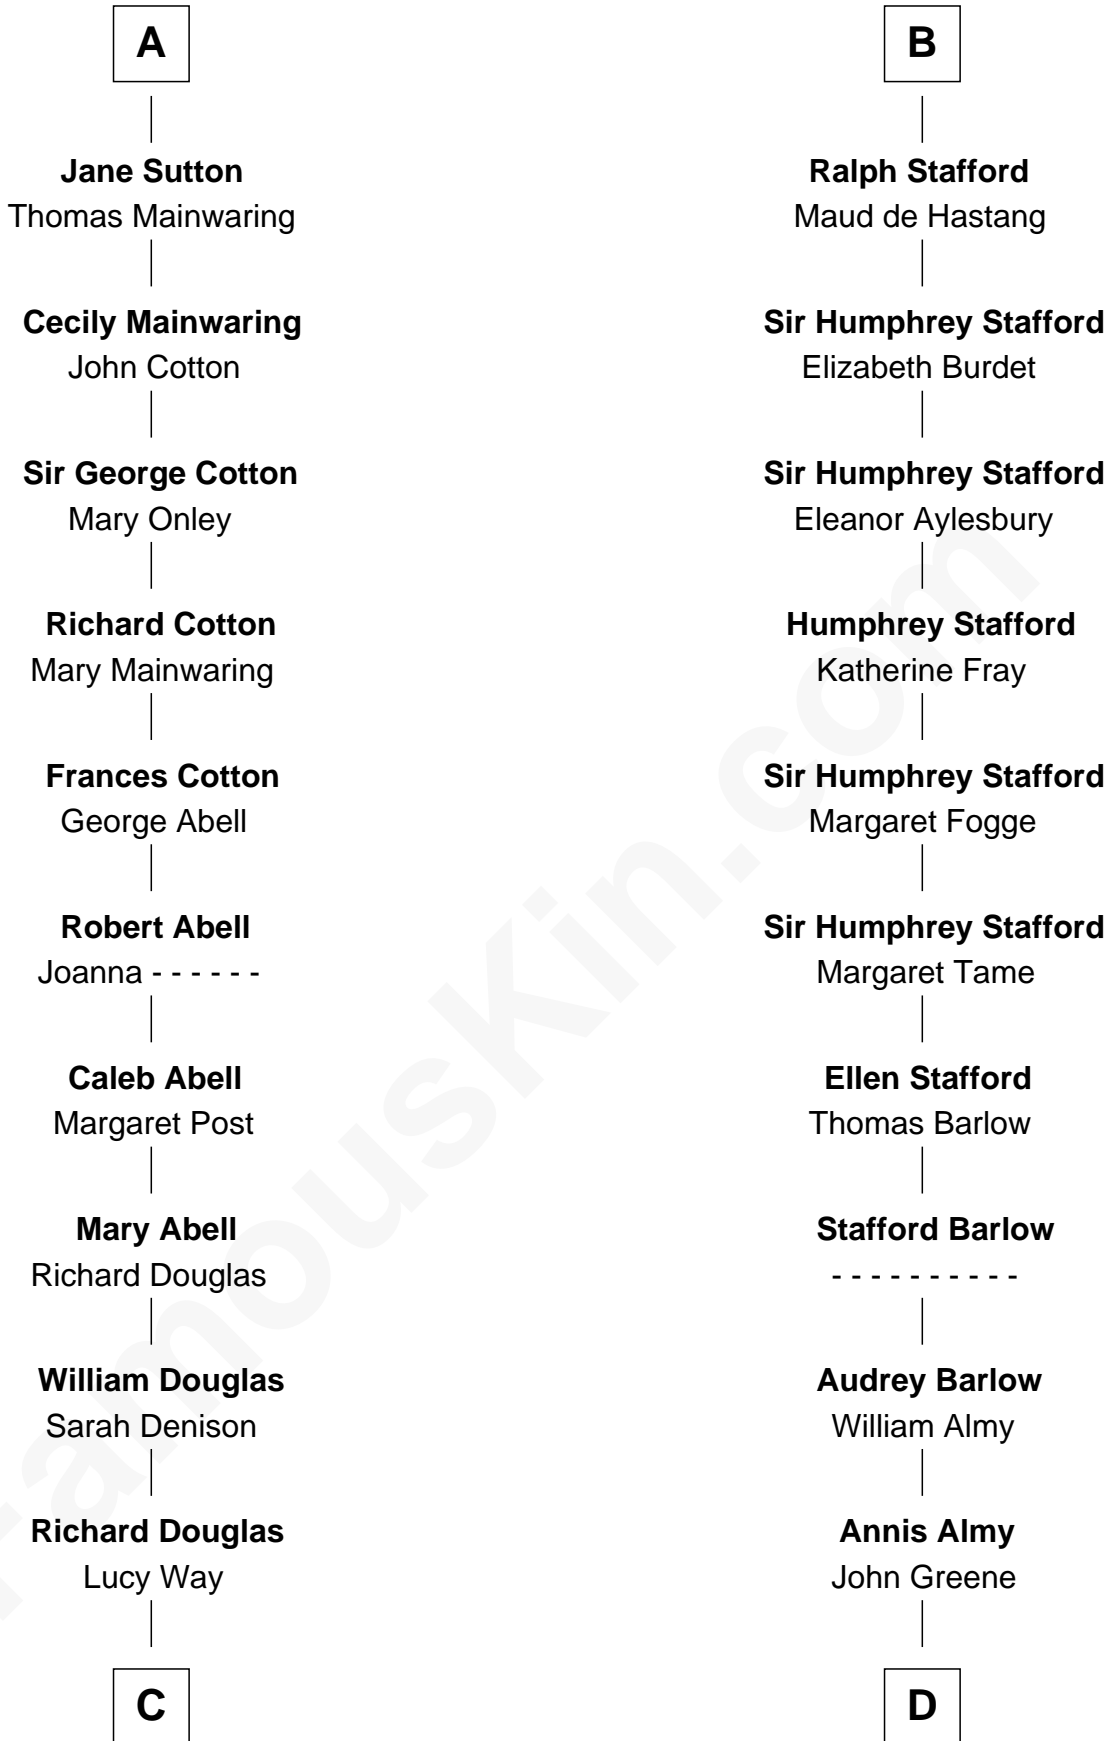 A
Jane Sutton
Thomas Mainwaring
Cecily Mainwaring
John Cotton
Sir George Cotton
Mary Onley
Richard Cotton
Mary Mainwaring
Frances Cotton
George Abell
Robert Abell
Joanna - - - - - -
Caleb Abell
Margaret Post
Mary Abell
Richard Douglas
William Douglas
Sarah Denison
Richard Douglas
Lucy Way
C
B
Ralph Stafford
Maud de Hastang
Sir Humphrey Stafford
Elizabeth Burdet
Sir Humphrey Stafford
Eleanor Aylesbury
Humphrey Stafford
Katherine Fray
Sir Humphrey Stafford
Margaret Fogge
Sir Humphrey Stafford
Margaret Tame
Ellen Stafford
Thomas Barlow
Stafford Barlow
- - - - - - - - - -
Audrey Barlow
William Almy
Annis Almy
John Greene
D
FamousKin.com